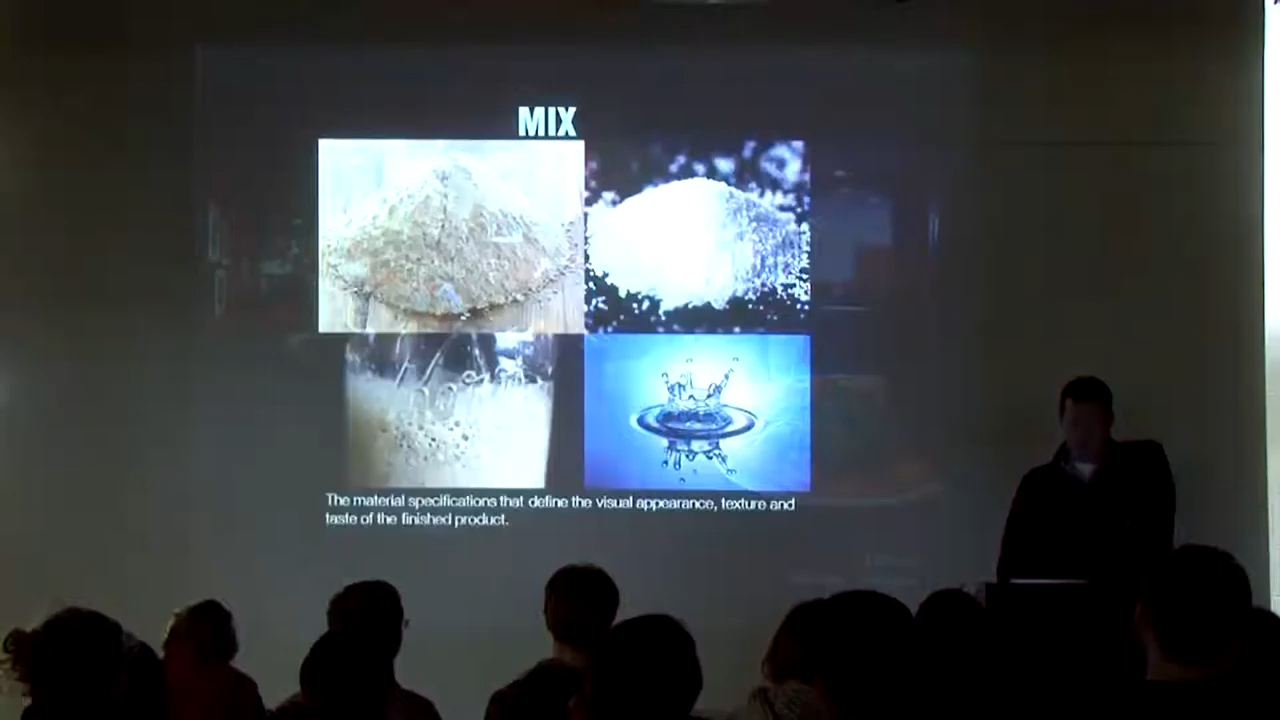 MIX
The material specifications that define the visual appearance, texture and
taste of the finished product.